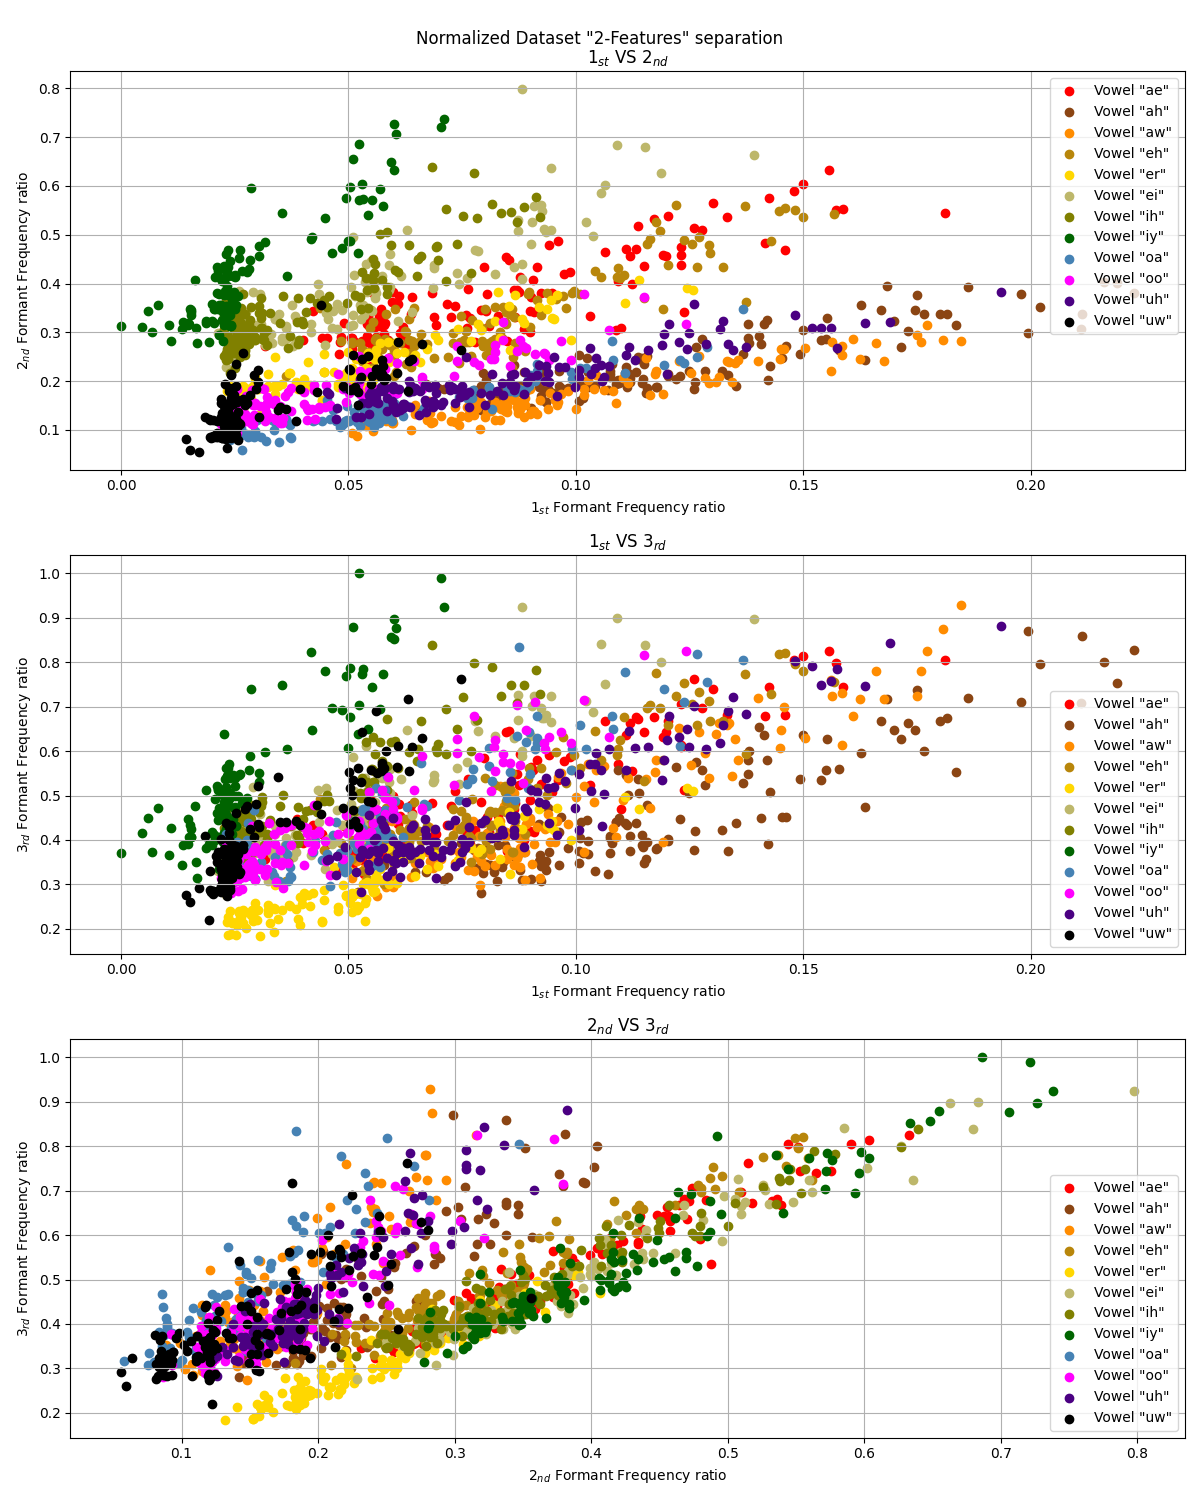 Normalized Dataset "2-Features" separation
1st VS 2nd
2nd Formant Frequency ratio
0.8
0.7
0.6
0.5
0.4
0.3
0.2
0.1
Vowel "ae"
Vowel "ah"
Vowel "aw"
Vowel "eh"
Vowel "er"
Vowel "ei"
Vowel "ih"
Vowel "iy"
Vowel "oa"
Vowel "oo"
Vowel "uh"
Vowel "uw"
0.00 0.05 0.10 0.15 0.20
1st Formant Frequency ratio
1st VS 3rd
3rd Formant Frequency ratio
1.0
0.9
0.8
0.7
0.6
0.5
0.4
0.3
0.2
Vowel "ae"
Vowel "ah"
Vowel "aw"
Vowel "eh"
Vowel "er"
Vowel "ei"
Vowel "ih"
Vowel "iy"
Vowel "oa"
Vowel "oo"
Vowel "uh"
Vowel "uw"
0.00 0.05 0.10 0.15 0.20
1st Formant Frequency ratio
2nd VS 3rd
3rd Formant Frequency ratio
1.0
0.9
0.8
0.7
0.6
0.5
0.4
0.3
0.2
Vowel "ae"
Vowel "ah"
Vowel "aw"
Vowel "eh"
Vowel "er"
Vowel "ei"
Vowel "ih"
Vowel "iy"
Vowel "oa"
Vowel "oo"
Vowel "uh"
Vowel "uw"
0.1 0.2 0.3 0.4 0.5 0.6 0.7 0.8
2nd Formant Frequency ratio